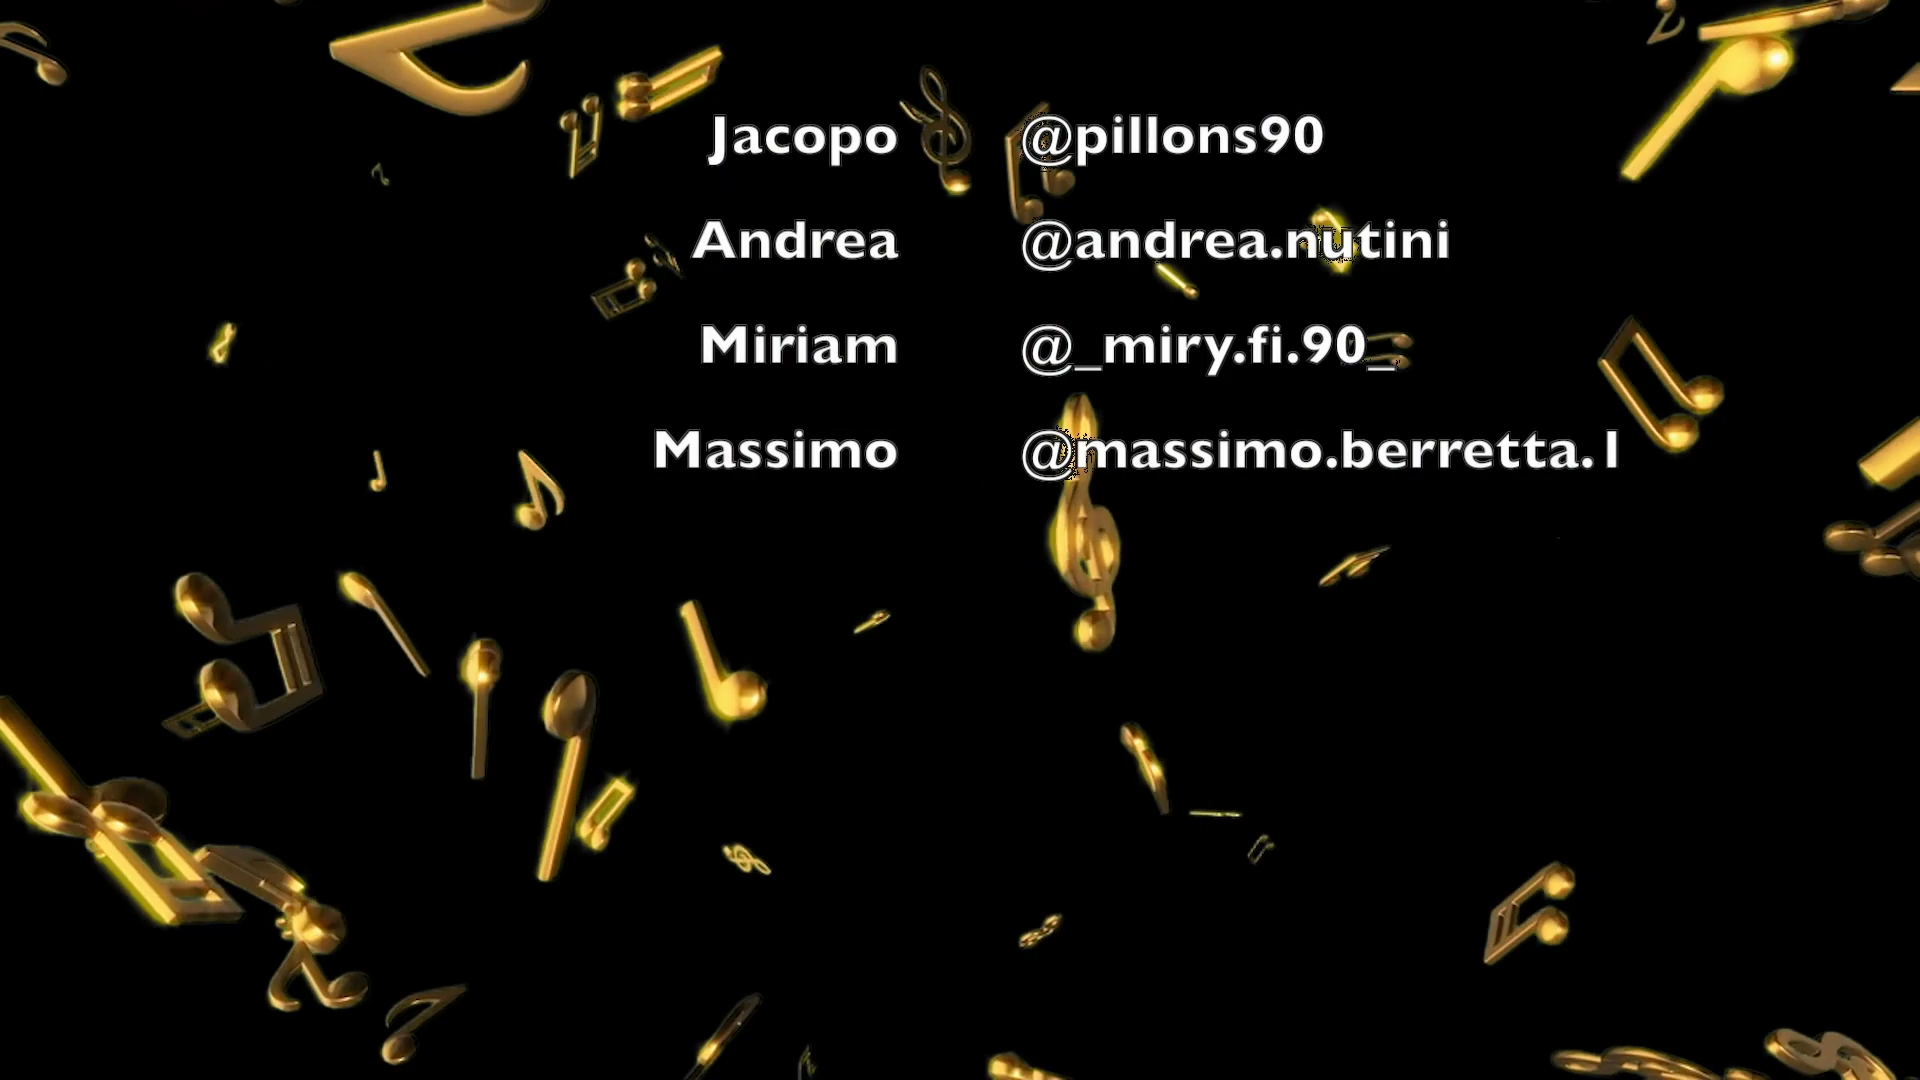 Jacopo @pillons90
Andrea @andrea.nutini
Miriam @_miry.fi.90_
Massimo @massimo.berretta.1